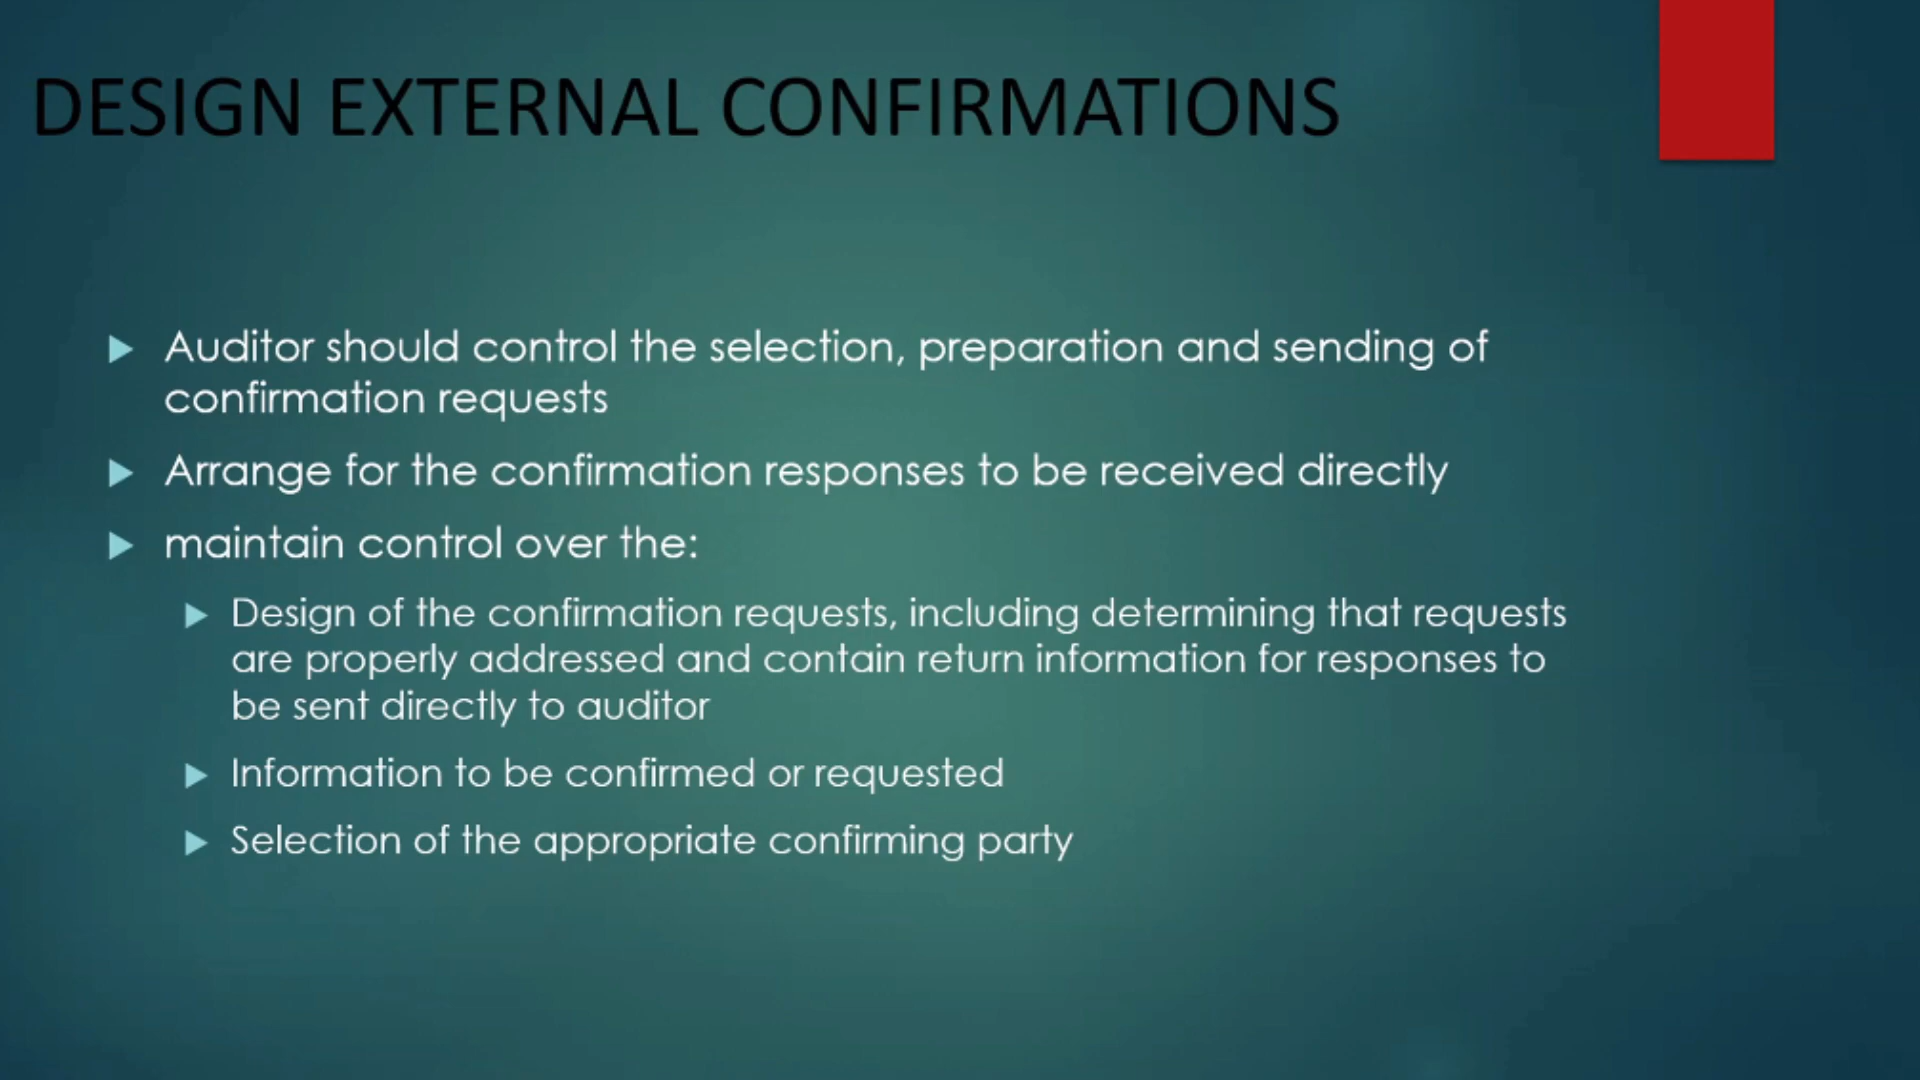 DESIGN EXTERNAL CONFIRMATIONS
Auditor should control the selection, preparation and sending of
confirmation requests
Arrange for the confirmation responses to be received directly
maintain control over the:
Design of the confirmation requests, including determining that requests
are properly addressed and contain return information for responses to
be sent directly to auditor
Information to be confirmed or requested
Selection of the appropriate confirming party